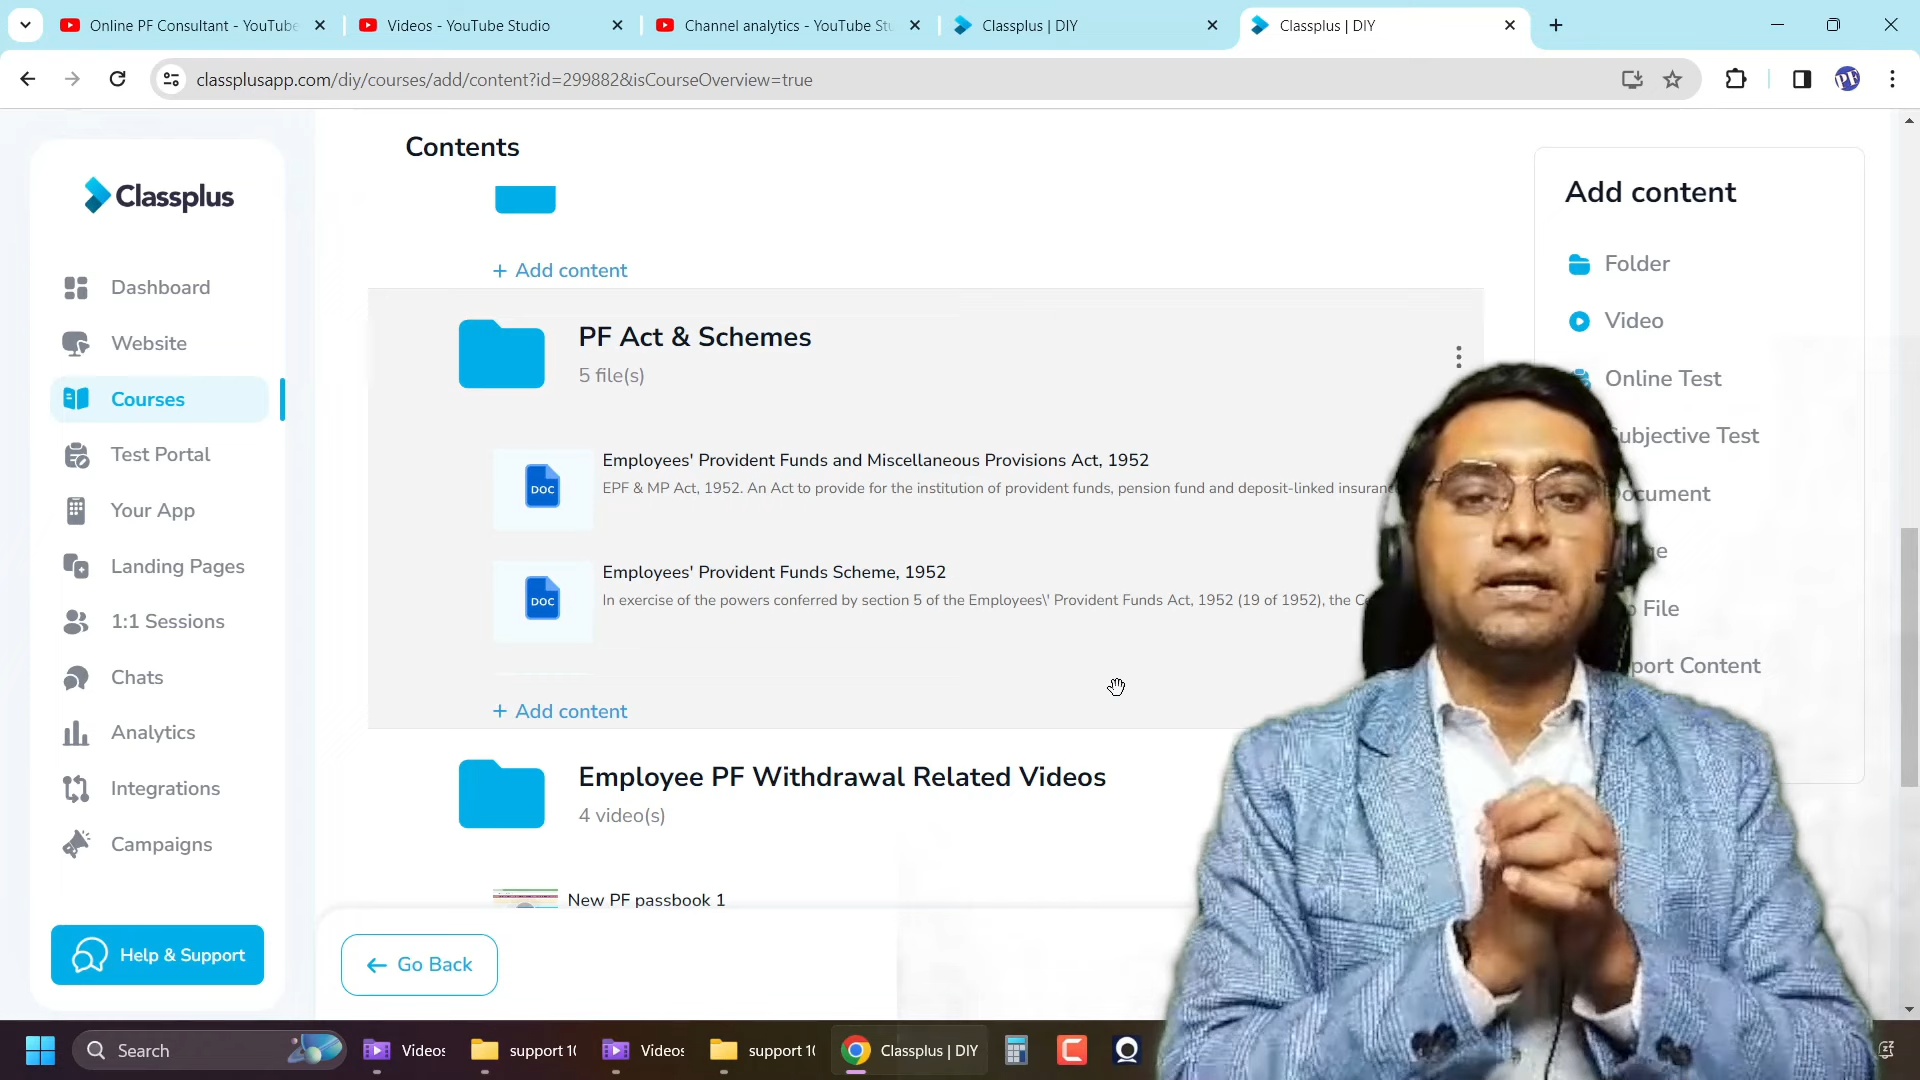 Online PF Consultant - YouTube
Videos - YouTube Studio
Channel analytics - YouTube Stu
Classplus | DIY
Classplus | DIY
classplusapp.com/diy/courses/add/content?id=299882&isCourseOverview=true
PF
Classplus
Dashboard
Website
Courses
Test Portal
Your App
Landing Pages
1:1 Sessions
Chats
Analytics
Integrations
Campaigns
Help & Support
Contents
+ Add content
PF Act & Schemes
5 file(s)
DOC
Employees' Provident Funds and Miscellaneous Provisions Act, 1952
EPF & MP Act, 1952. An Act to provide for the institution of provident funds, pension fund and deposit-linked insuranc
DOC
Employees' Provident Funds Scheme, 1952
In exercise of the powers conferred by section 5 of the Employees\' Provident Funds Act, 1952 (19 of 1952), the Ce
+ Add content
Employee PF Withdrawal Related Videos
4 video(s)
New PF passbook 1
Go Back
Add content
Folder
Video
Online Test
ubjective Test
ocument
ge
p File
port Content
Search
Videos
support 10
Videos
support 10
Classplus | DIY